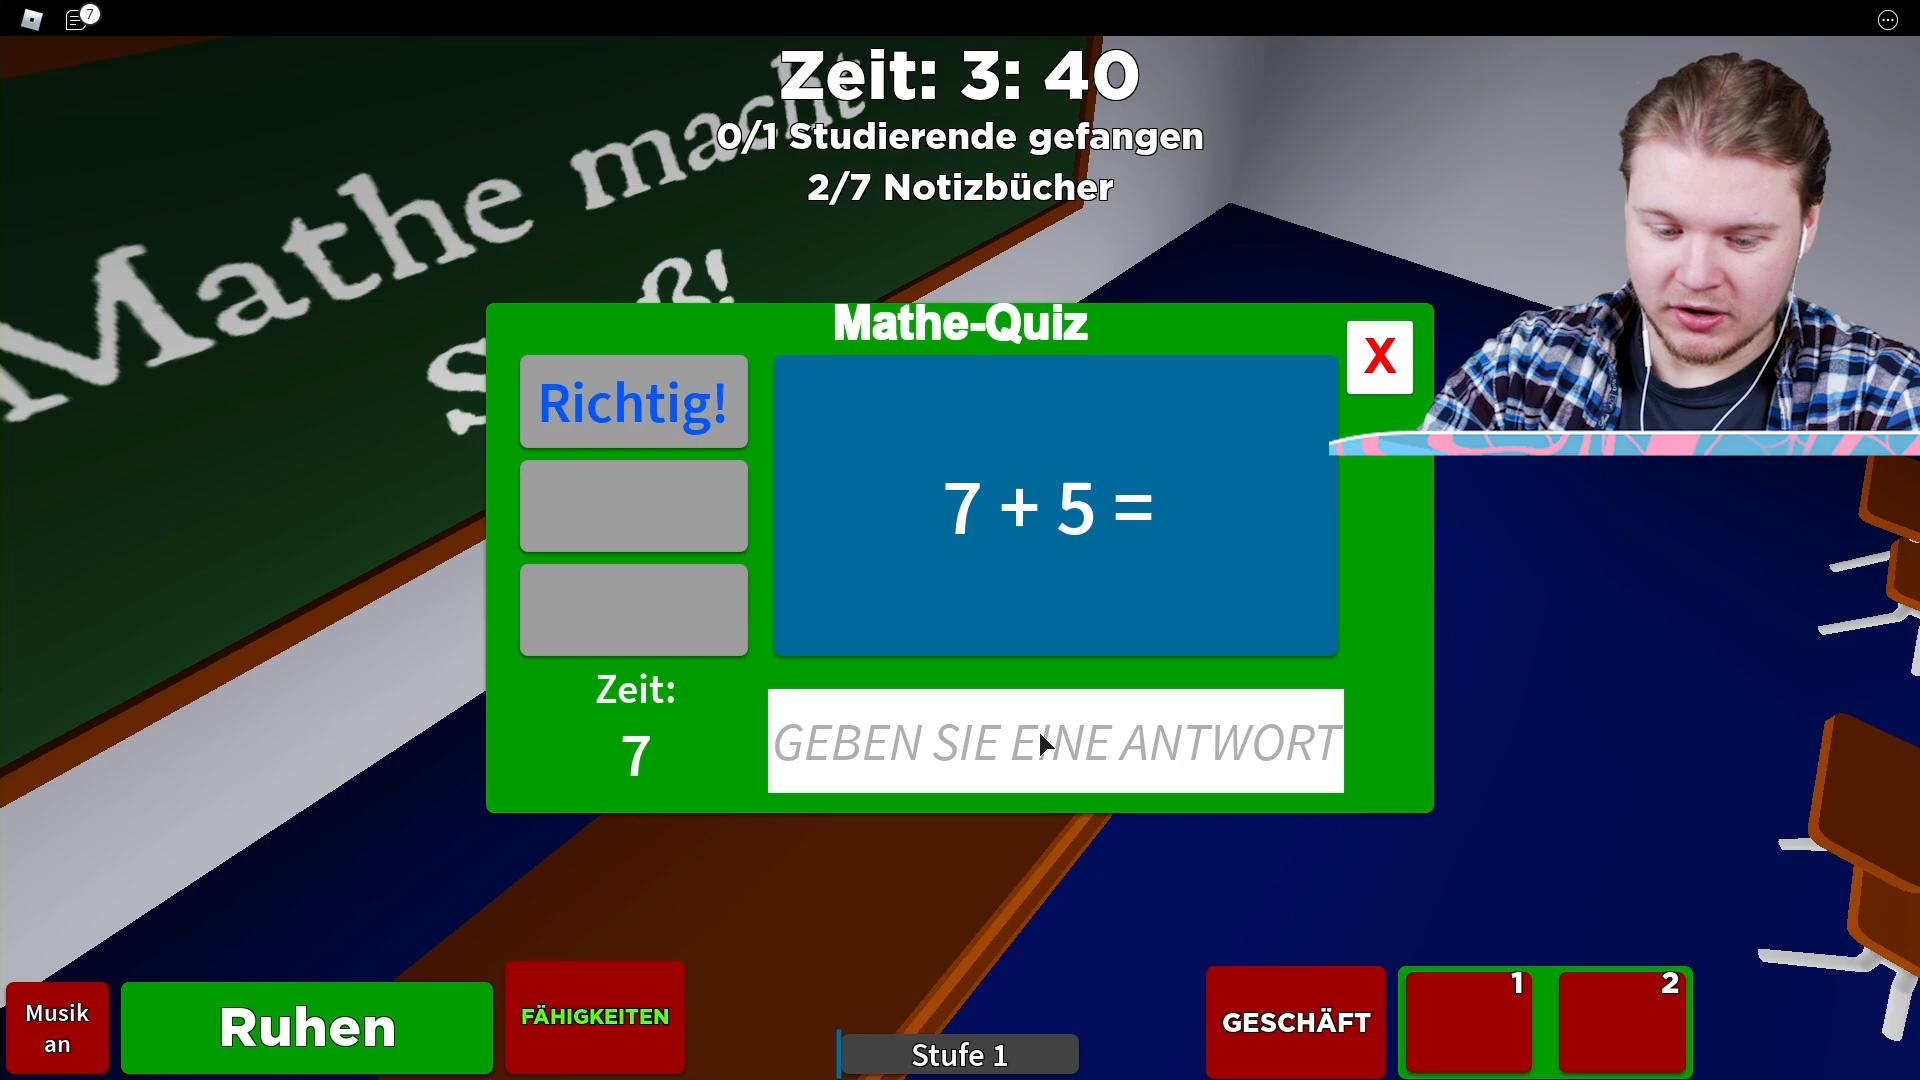 7
Zeit: 3: 40
0/1 Studierende gefangen
2/7 Notizbücher
Mathe macht
Mathe-Quiz
X
Richtig!
7 + 5 =
Zeit:
7
GEBEN SIE EINE ANTWORT
Musik
an
Ruhen
FÄHIGKEITEN
Stufe 1
GESCHÄFT
1
2